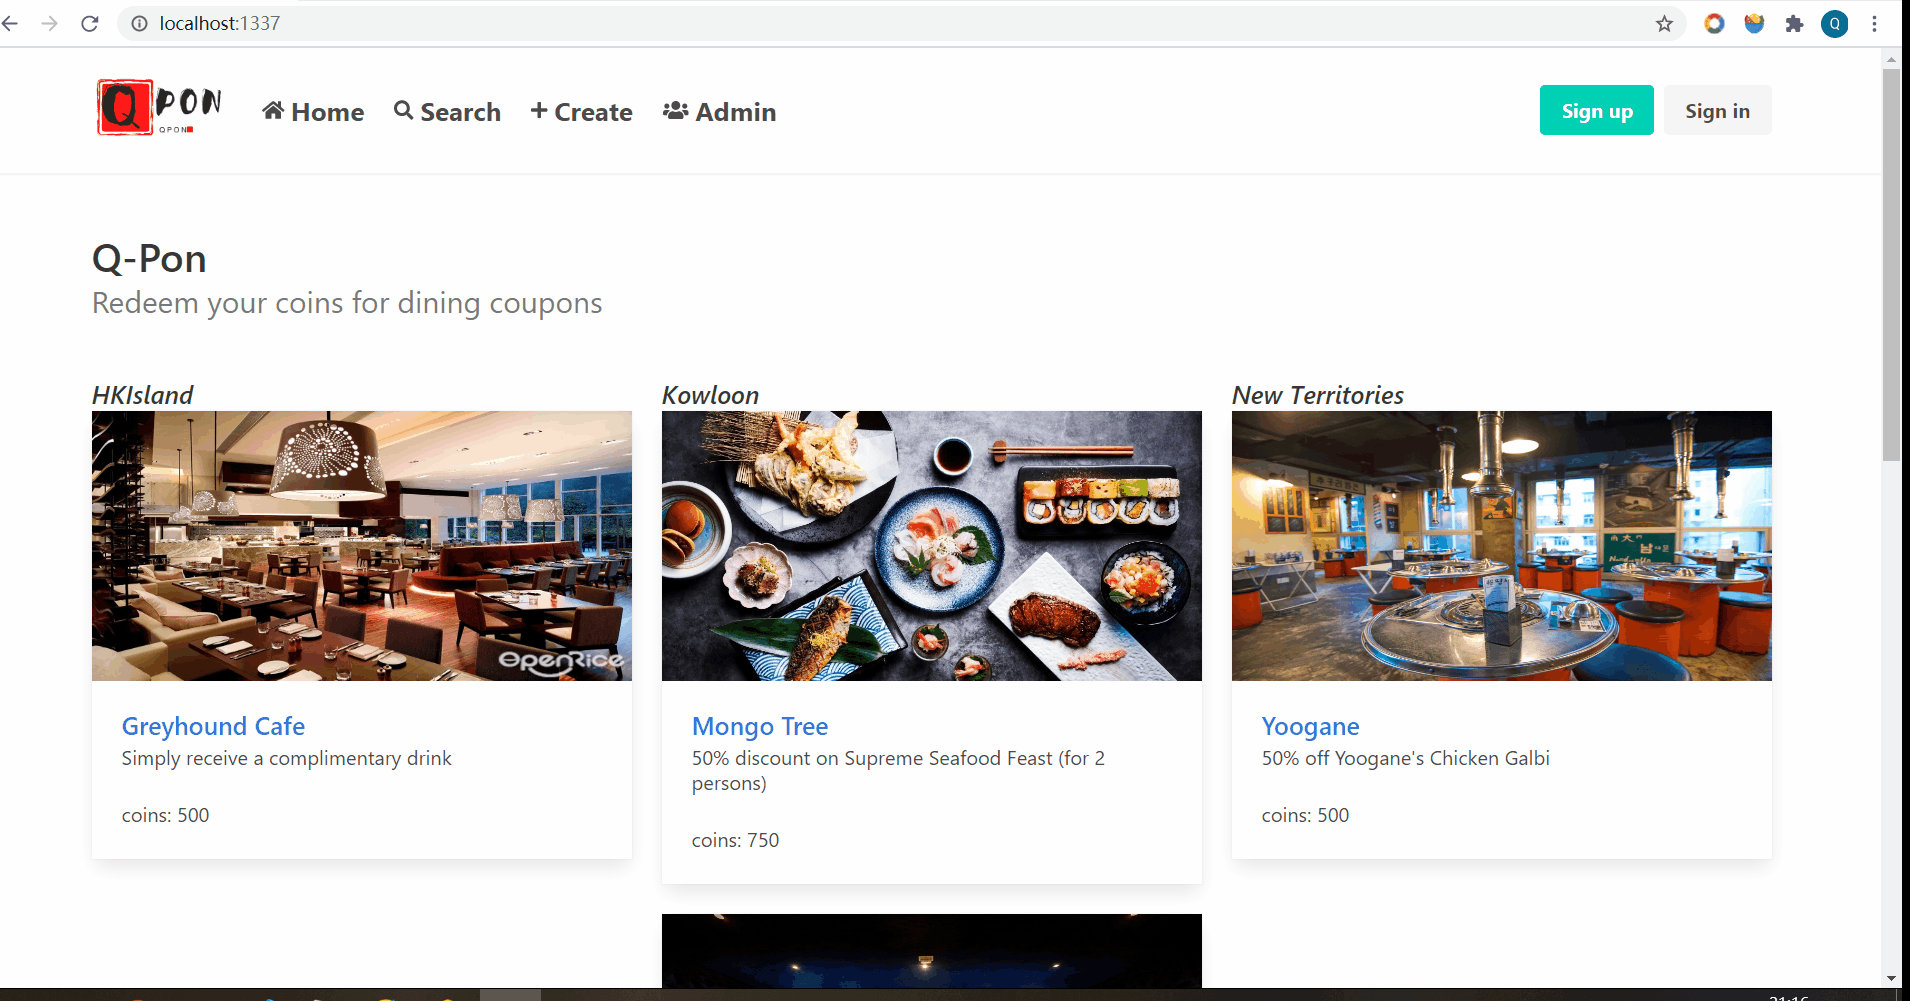 localhost:1337
Q PON
QPON
Home
Search
Create
Admin
Sign up
Sign in
Q-Pon
Redeem your coins for dining coupons
HKIsland
Kowloon
New Territories
OpenRice
Greyhound Cafe
Simply receive a complimentary drink
coins: 500
Mongo Tree
50% discount on Supreme Seafood Feast (for 2
persons)
coins: 750
Yoogane
50% off Yoogane's Chicken Galbi
coins: 500
Q